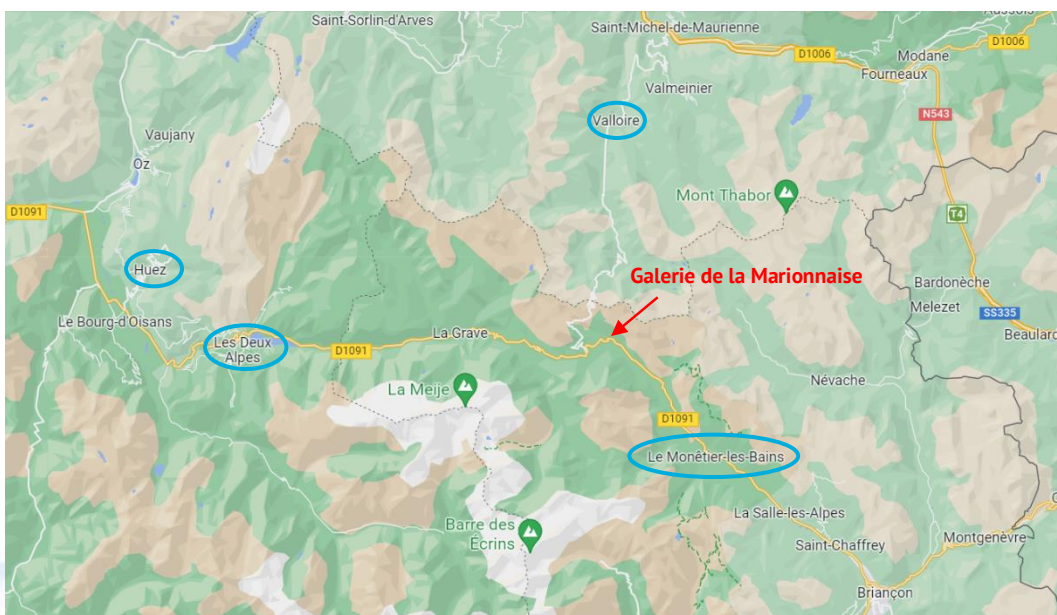 Saint-Sorlin-d'Arves
Saint-Michel-de-Maurienne
D1006
D1006
Modane
Fourneaux
Valmeinier
Valloire
N543
Vaujany
Oz
Mont Thabor
D1091
T4
Huez
Galerie de la Marionnaise
Bardonèche
Melezet
SS335
Le Bourg-d'Oisans
La Grave
Beaulard
Les Deux
Alpes
D1091
Névache
La Meije
D1091
Le Monêtier-les-Bains
La Salle-les-Alpes
Barre des
Écrins
Saint-Chaffrey
Montgenèvre
Briançon